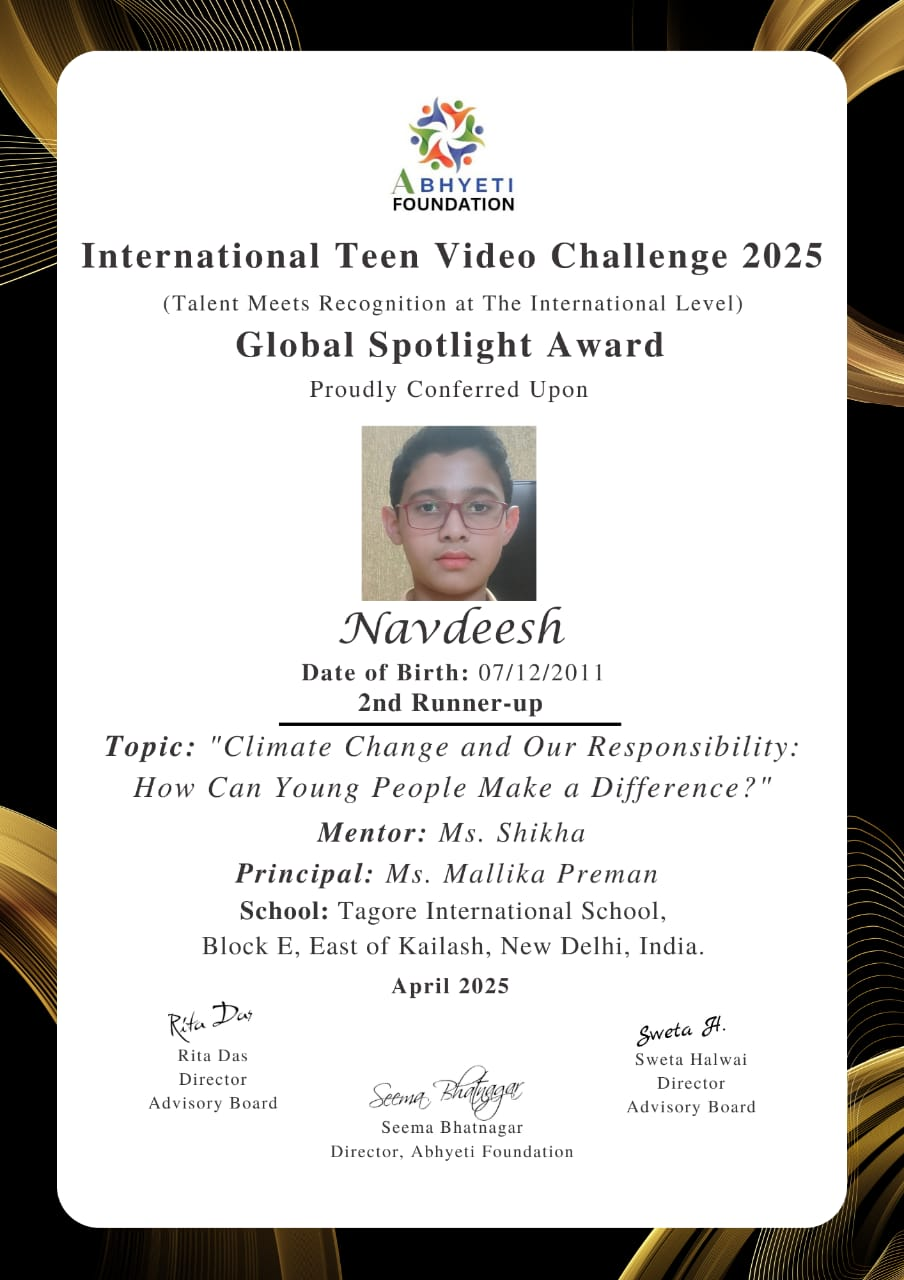 ABHYETI
FOUNDATION
International Teen Video Challenge 2025
(Talent Meets Recognition at The International Level)
Global Spotlight Award
Proudly Conferred Upon
Navdeesh
Date of Birth: 07/12/2011
2nd Runner-up
Topic: "Climate Change and Our Responsibility:
How Can Young People Make a Difference?"
Mentor: Ms. Shikha
Principal: Ms. Mallika Preman
School: Tagore International School,
Block E, East of Kailash, New Delhi, India.
April 2025
Rita Das
Rita Das
Director
Advisory Board
Seema Bhatnagar
Seema Bhatnagar
Director, Abhyeti Foundation
Sweta H.
Sweta Halwai
Director
Advisory Board